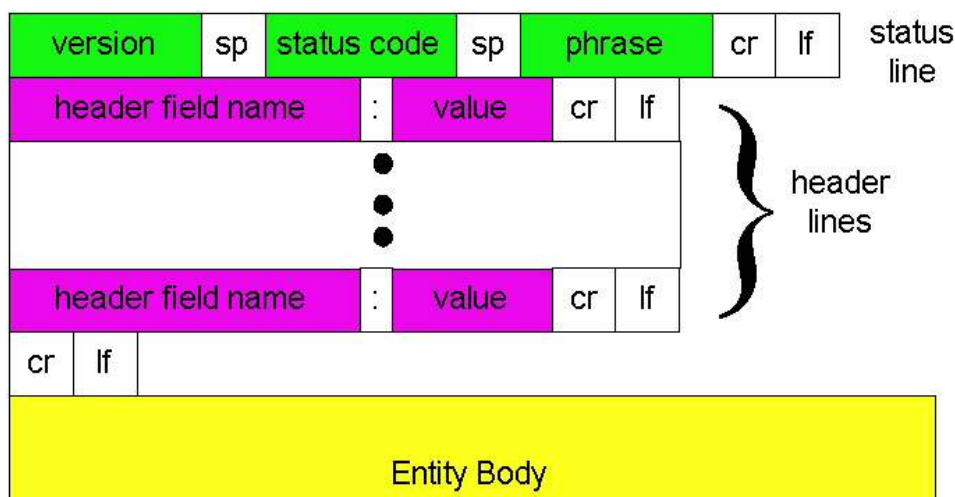 version sp status code sp phrase cr lf status line
header field name : value cr lf
header lines
header field name : value cr lf
cr lf
Entity Body